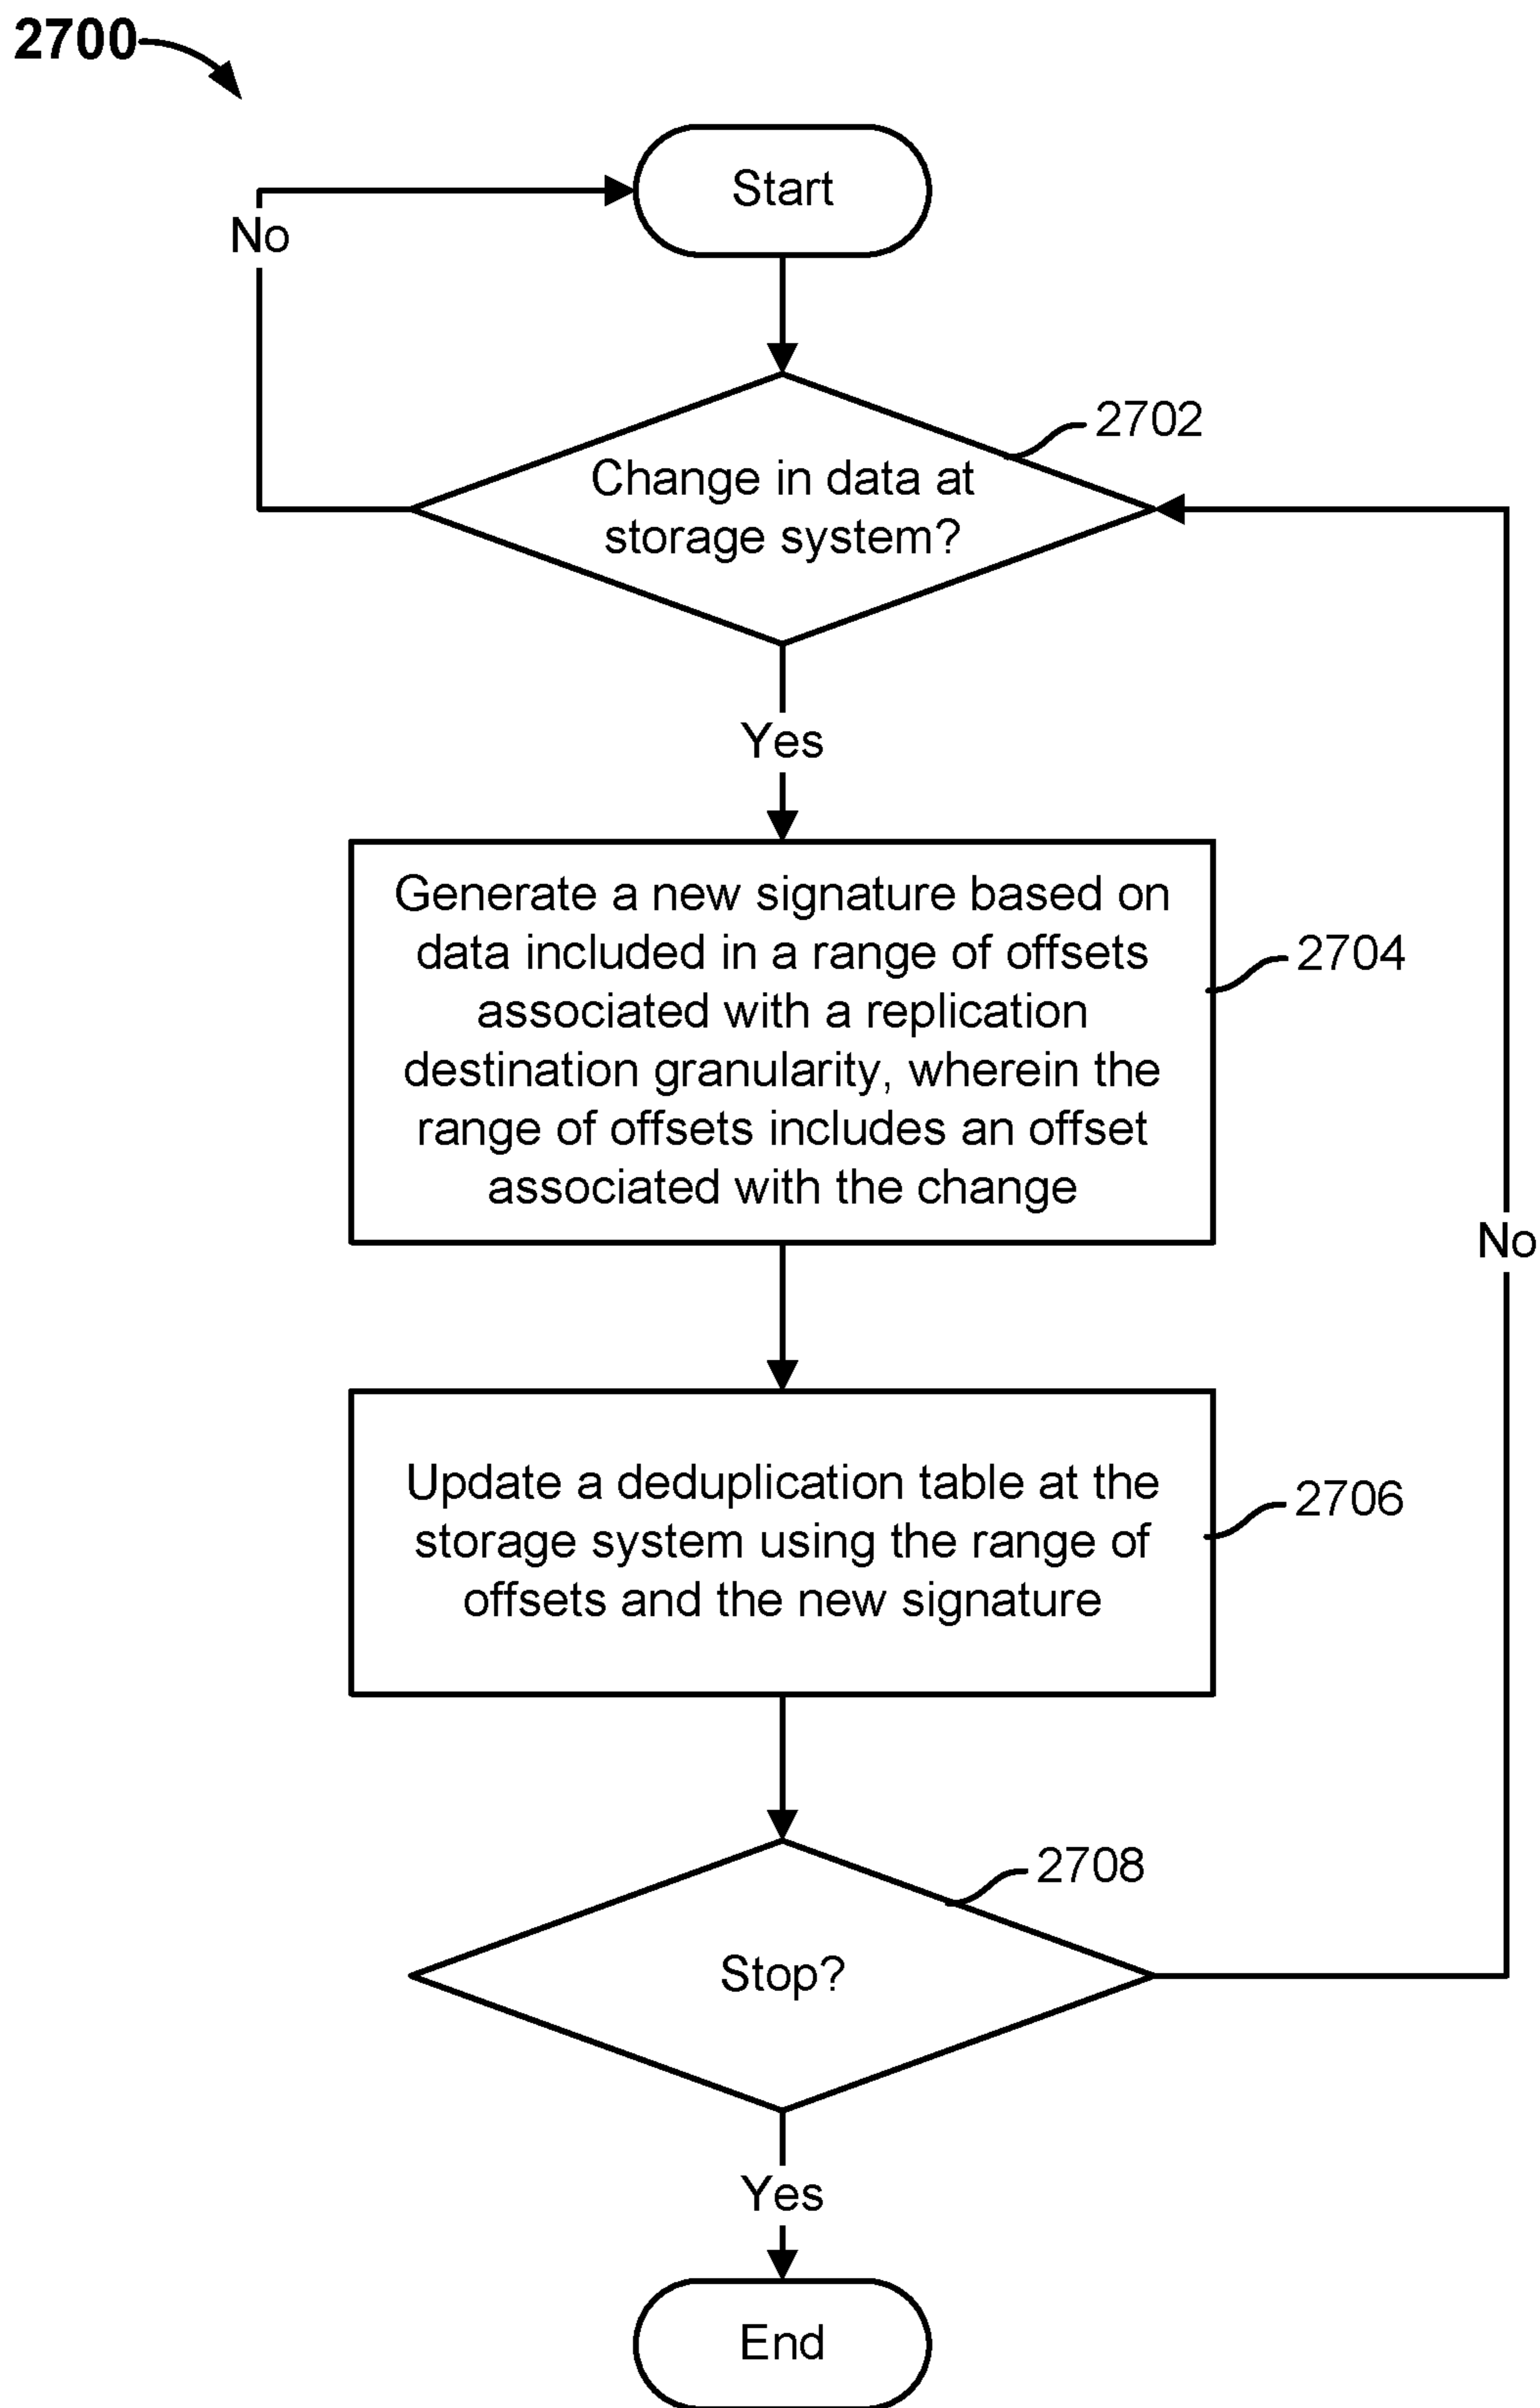 2700
Start
No
2702
Change in data at
storage system?
Yes
Generate a new signature based on
data included in a range of offsets
associated with a replication
destination granularity, wherein the
range of offsets includes an offset
associated with the change
2704
No
Update a deduplication table at the
storage system using the range of
offsets and the new signature
2706
2708
Stop?
Yes
End